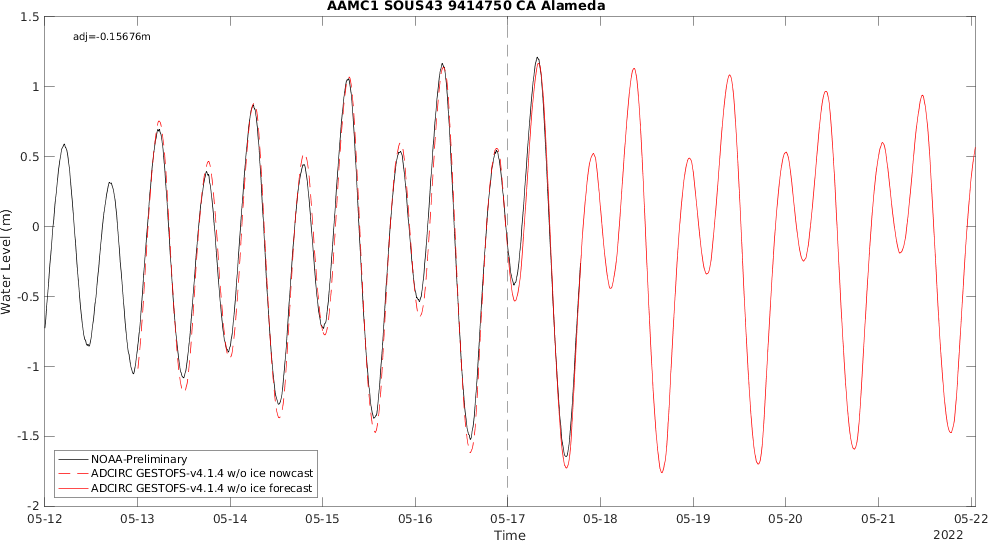 AAMC1 SOUS43 9414750 CA Alameda
adj=-0.15676m
1.5
1
0.5
0
-0.5
-1
-1.5
-2
Water Level (m)
NOAA-Preliminary
ADCIRC GESTOFS-v4.1.4 w/o ice nowcast
ADCIRC GESTOFS-v4.1.4 w/o ice forecast
05-12 05-13 05-14 05-15 05-16 05-17 05-18 05-19 05-20 05-21 05-22
Time
2022